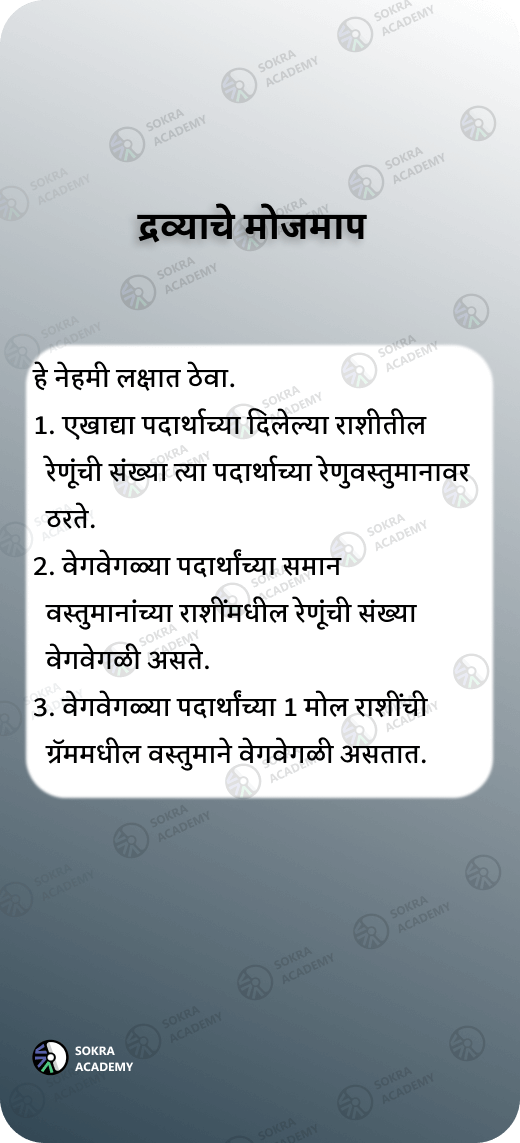 द्रव्याचे मोजमाप
हे नेहमी लक्षात ठेवा.
1. एखाद्या पदार्थाच्या दिलेल्या राशीतील
रेणूंची संख्या त्या पदार्थाच्या रेणुवस्तुमानावर
ठरते.
2. वेगवेगळ्या पदार्थांच्या समान
वस्तुमानांच्या राशींमधील रेणूंची संख्या
वेगवेगळी असते.
3. वेगवेगळ्या पदार्थांच्या 1 मोल राशींची
ग्रॅममधील वस्तुमाने वेगवेगळी असतात.
SOKRA
ACADEMY